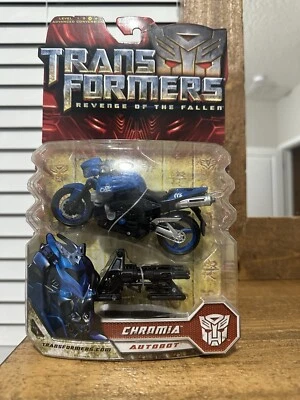 TRANSFORMERS
REVENGE OF THE FALLEN
CHROMIA
AUTOBOT
TRANSFORMERS.COM